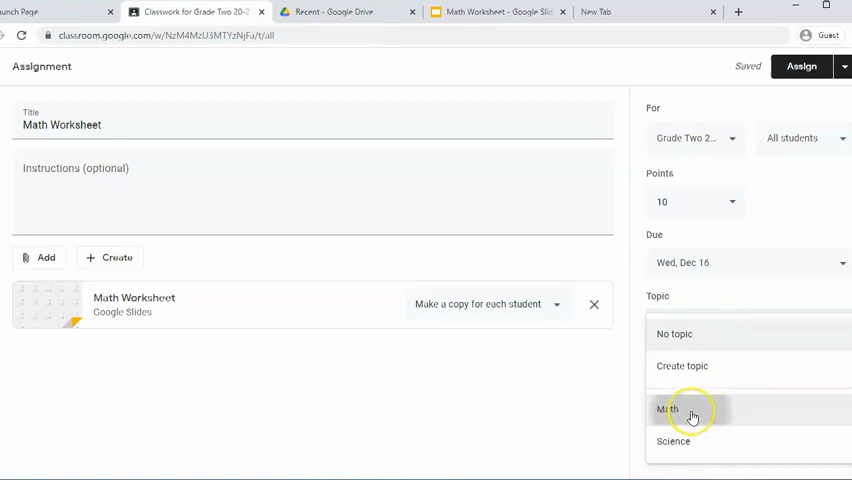 aunch Page
Classwork for Grade Two 20-2
Recent - Google Drive
Math Worksheet - Google Slid
New Tab
classroom.google.com/w/NzM4MzU3MTYzNjFa/t/all
Guest
Assignment
Saved
Assign
Title
Math Worksheet
Instructions (optional)
Add
Create
Math Worksheet
Google Slides
Make a copy for each student
For
Grade Two 2...
All students
Points
10
Due
Wed, Dec 16
Topic
No topic
Create topic
Math
Science